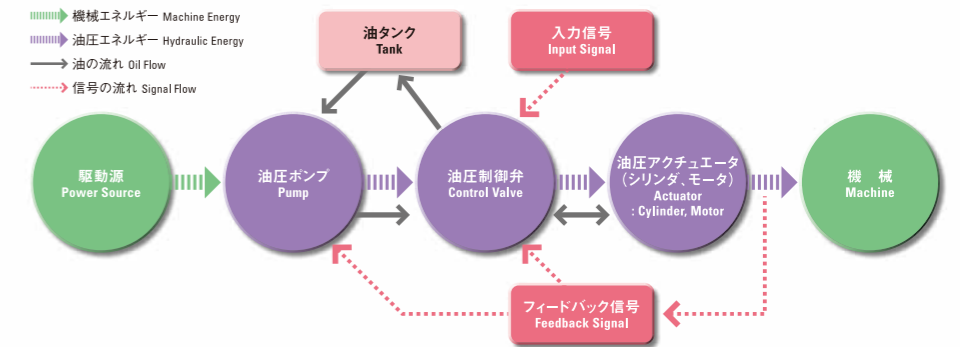 機械エネルギー Machine Energy
油圧エネルギー Hydraulic Energy
油の流れ Oil Flow
信号の流れ Signal Flow
油タンク
Tank
入力信号
Input Signal
駆動源
Power Source
油圧ポンプ
Pump
油圧制御弁
Control Valve
油圧アクチュエータ
（シリンダ、モータ）
Actuator
: Cylinder, Motor
機　械
Machine
フィードバック信号
Feedback Signal